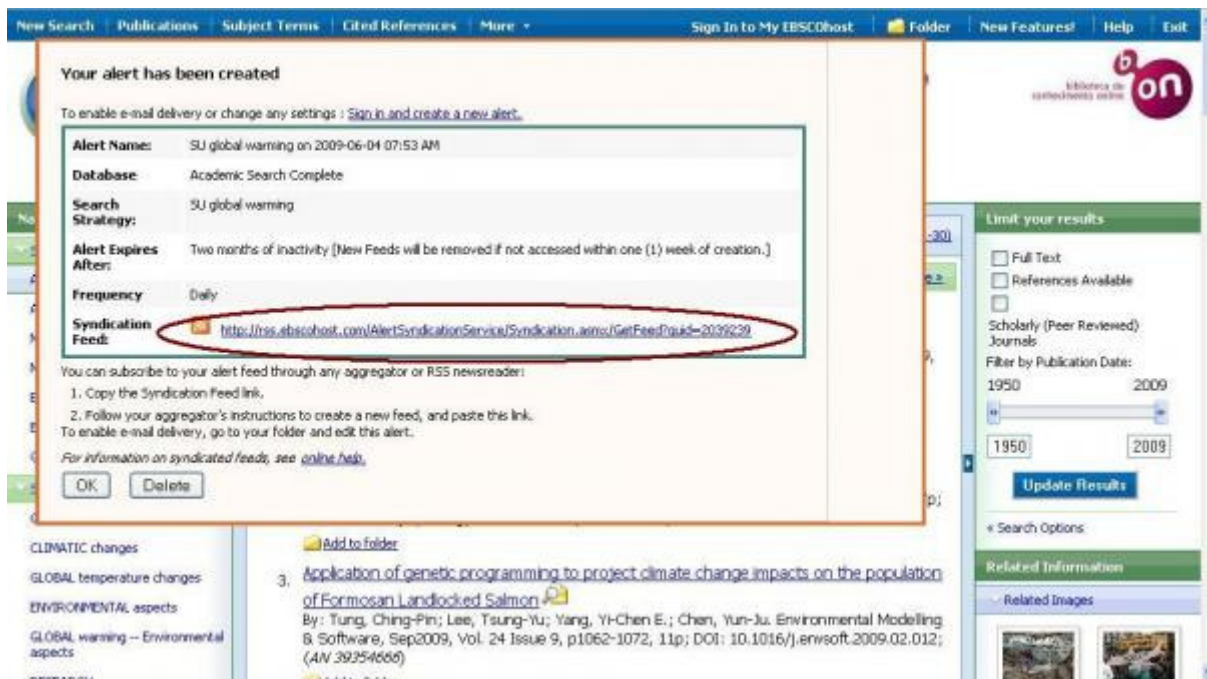 New Search Publications Subject Terms Cited References More Sign In to My EBSCOhost Folder New Features! Help Exit
Your alert has been created
To enable e-mail delivery or change any settings : Sign in and create a new alert.
Alert Name: SU global warming on 2009-06-04 07:53 AM
Database Academic Search Complete
Search Strategy: SU global warming
Alert Expires After: Two months of inactivity [New Feeds will be removed if not accessed within one (1) week of creation.]
Frequency Daily
Syndication Feed: http://rss.ebscohost.com/AlertSyndicationService/Syndication.asmx/GetFeed?guid=2039239
You can subscribe to your alert feed through any aggregator or RSS newsreader:
1. Copy the Syndication Feed link.
2. Follow your aggregator's instructions to create a new feed, and paste this link.
To enable e-mail delivery, go to your folder and edit this alert.
For information on syndicated feeds, see online help.
OK Delete
biblioteca do
conhecimento online
b
on
-30)
Limit your results
Full Text
References Available
Scholarly (Peer Reviewed)
Journals
Filter by Publication Date:
1950 2009
1950 2009
Update Results
« Search Options
Related Information
Related Images
CLIMATIC changes
GLOBAL temperature changes
ENVIRONMENTAL aspects
GLOBAL warming -- Environmental
aspects
Add to folder
3. Application of genetic programming to project climate change impacts on the population
of Formosan Landlocked Salmon
By: Tung, Ching-Pin; Lee, Tsung-Yu; Yang, Yi-Chen E.; Chen, Yun-Ju. Environmental Modelling
& Software, Sep2009, Vol. 24 Issue 9, p1062-1072, 11p; DOI: 10.1016/j.envsoft.2009.02.012;
(AN 39354666)
Add to folder